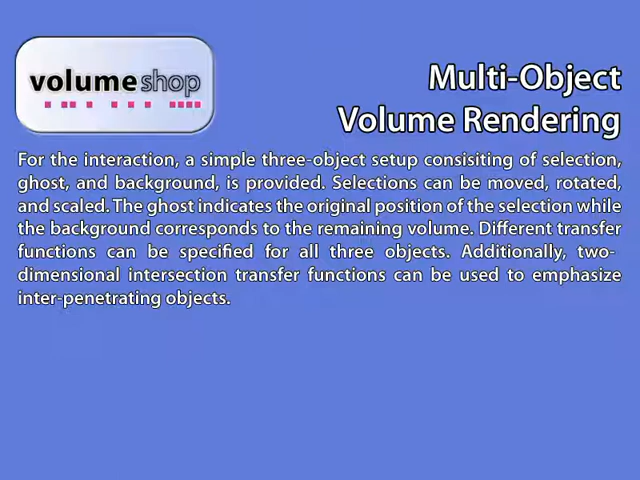 volumeshop
Multi-Object
Volume Rendering
For the interaction, a simple three-object setup consisiting of selection,
ghost, and background, is provided. Selections can be moved, rotated,
and scaled. The ghost indicates the original position of the selection while
the background corresponds to the remaining volume. Different transfer
functions can be specified for all three objects. Additionally, two-
dimensional intersection transfer functions can be used to emphasize
inter-penetrating objects.